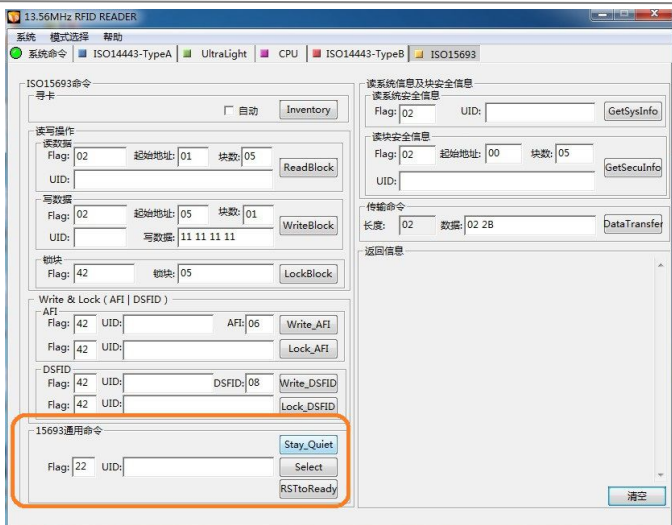 13.56MHz RFID READER
系统 模式选择 帮助
系统命令 ISO14443-TypeA UltraLight CPU ISO14443-TypeB ISO15693
ISO15693命令
寻卡
自动 Inventory
读写操作
读数据
Flag: 02 起始地址: 01 块数: 05
ReadBlock
UID:
写数据
Flag: 02 起始地址: 05 块数: 01
WriteBlock
UID: 写数据: 11 11 11 11
锁块
Flag: 42 锁块: 05 LockBlock
Write & Lock ( AFI | DSFID )
AFI
Flag: 42 UID: AFI: 06 Write_AFI
Flag: 42 UID: Lock_AFI
DSFID
Flag: 42 UID: DSFID: 08 Write_DSFID
Flag: 42 UID: Lock_DSFID
15693通用命令
Stay_Quiet
Flag: 22 UID: Select
RSTtoReady
读系统信息及块安全信息
读系统安全信息
Flag: 02 UID: GetSysInfo
读块安全信息
Flag: 02 起始地址: 00 块数: 05
GetSecuInfo
UID:
传输命令
长度: 02 数据: 02 2B DataTransfer
返回信息
清空